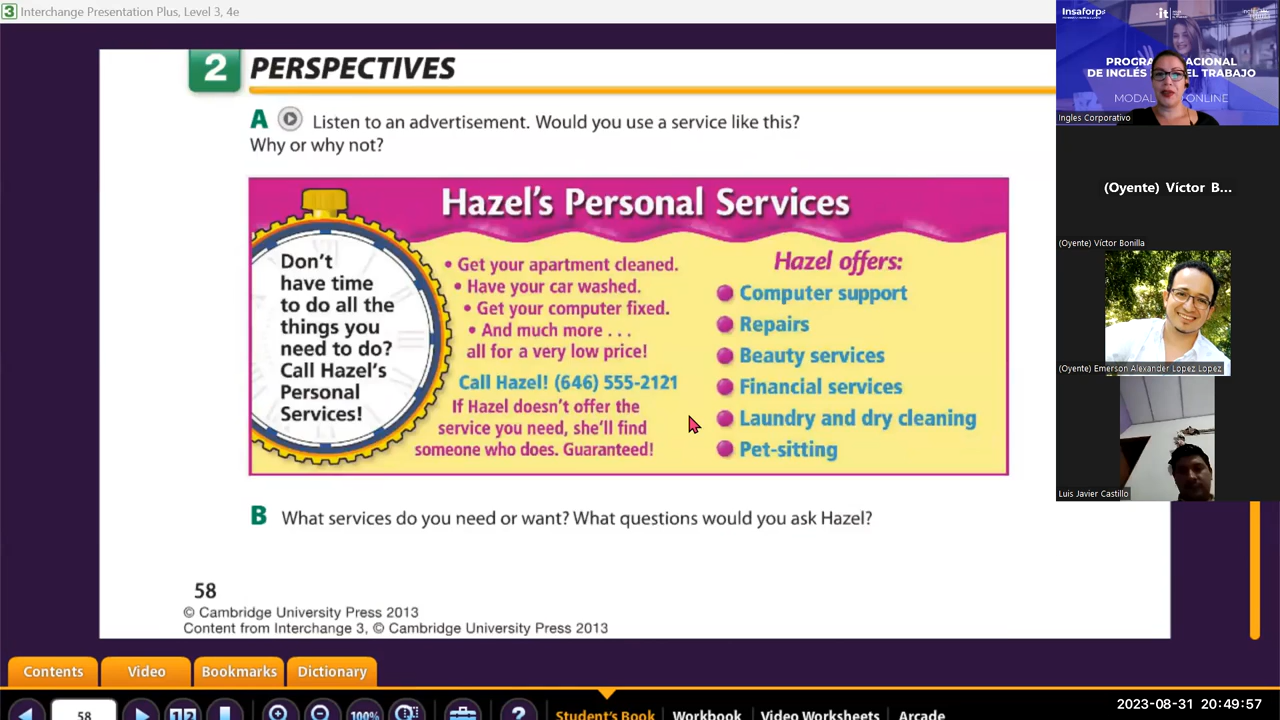 Interchange Presentation Plus, Level 3, 4e
2 PERSPECTIVES
A Listen to an advertisement. Would you use a service like this?
Why or why not?
Hazel's Personal Services
Don't
have time
to do all the
things you
need to do?
Call Hazel's
Personal
Services!
• Get your apartment cleaned.
• Have your car washed.
• Get your computer fixed.
• And much more . . .
all for a very low price!
Call Hazel! (646) 555-2121
If Hazel doesn't offer the
service you need, she'll find
someone who does. Guaranteed!
Hazel offers:
Computer support
Repairs
Beauty services
Financial services
Laundry and dry cleaning
Pet-sitting
B What services do you need or want? What questions would you ask Hazel?
58
© Cambridge University Press 2013
Content from Interchange 3, © Cambridge University Press 2013
Contents
Video
Bookmarks
Dictionary
58
100%
Student's Book
Workbook
Video Worksheets
Arcade
Insaforp
MODAL ONLINE
Ingles Corporativo
(Oyente) Víctor B...
(Oyente) Víctor Bonilla
(Oyente) Emerson Alexander Lopez Lopez
Luis Javier Castillo
2023-08-31 20:49:57